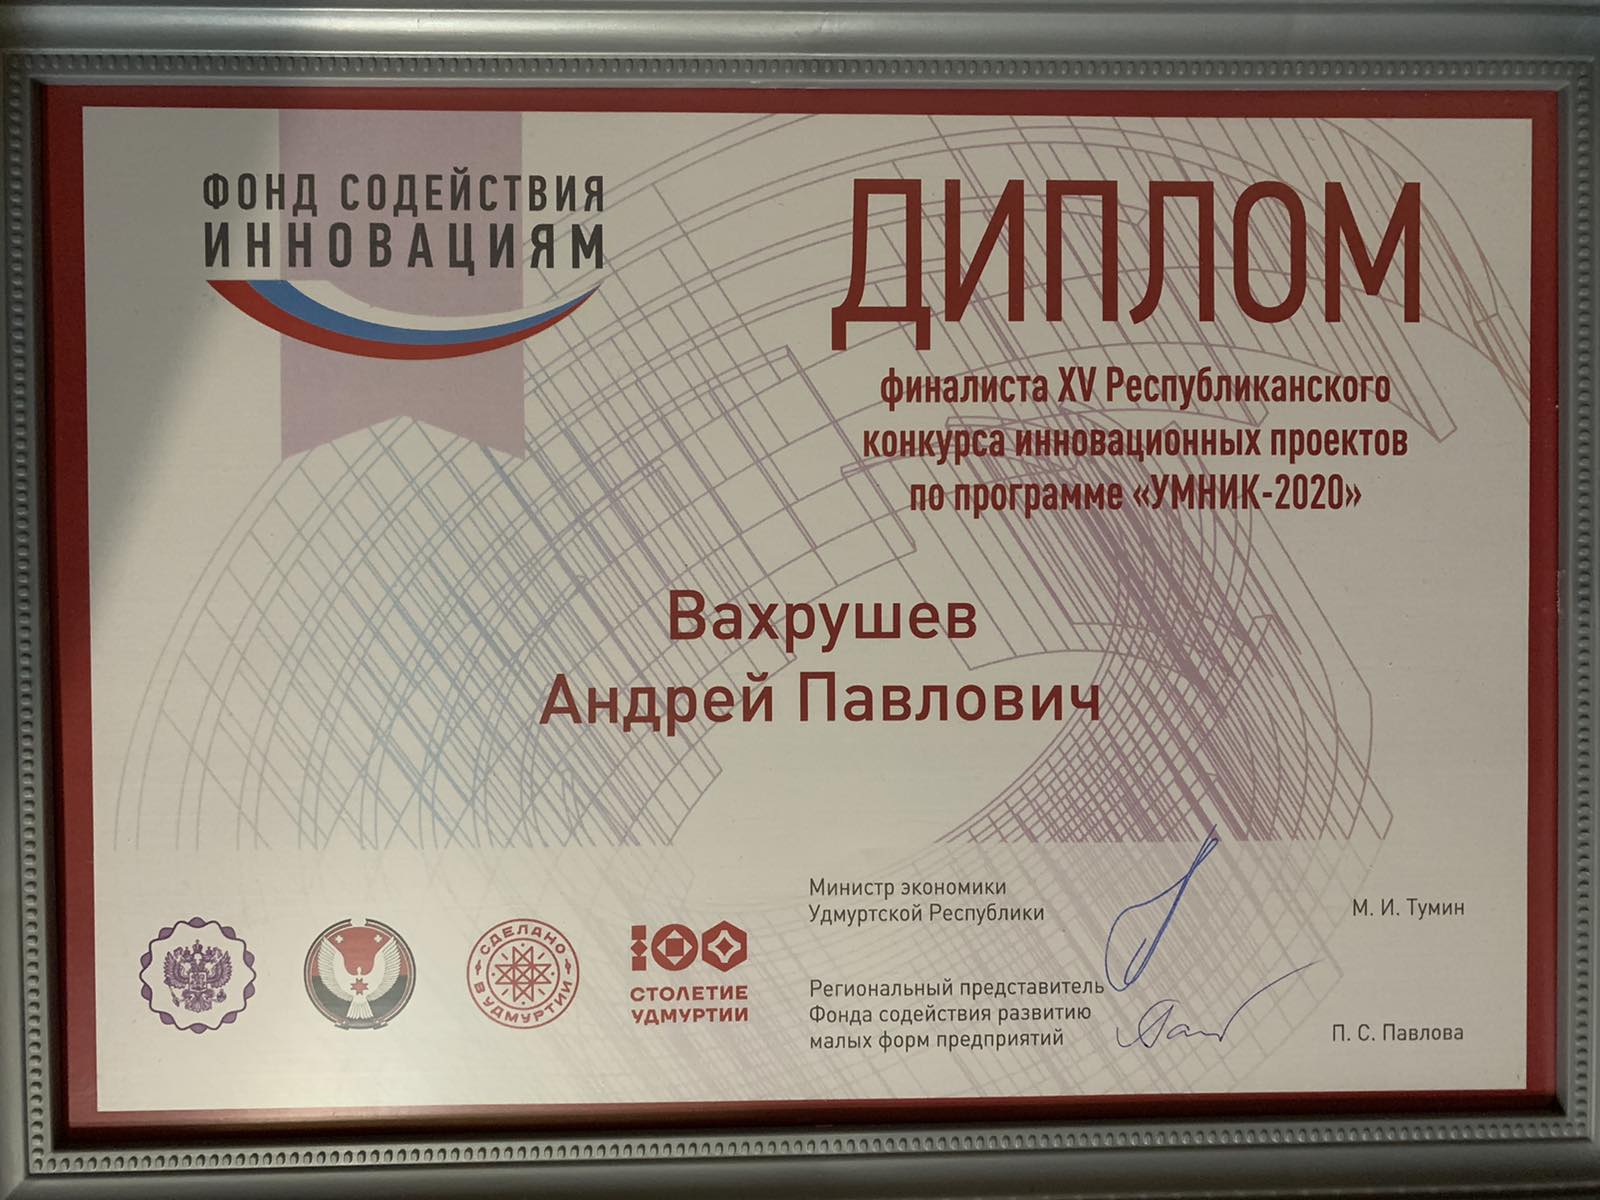 ФОНД СОДЕЙСТВИЯ
ИННОВАЦИЯМ
ДИПЛОМ
финалиста XV Республиканского
конкурса инновационных проектов
по программе «УМНИК-2020»
Вахрушев
Андрей Павлович
Министр экономики
Удмуртской Республики
М. И. Тумин
Региональный представитель
Фонда содействия развитию
малых форм предприятий
П. С. Павлова
СДЕЛАНО
В УДМУРТИИ
100
СТОЛЕТИЕ
УДМУРТИИ